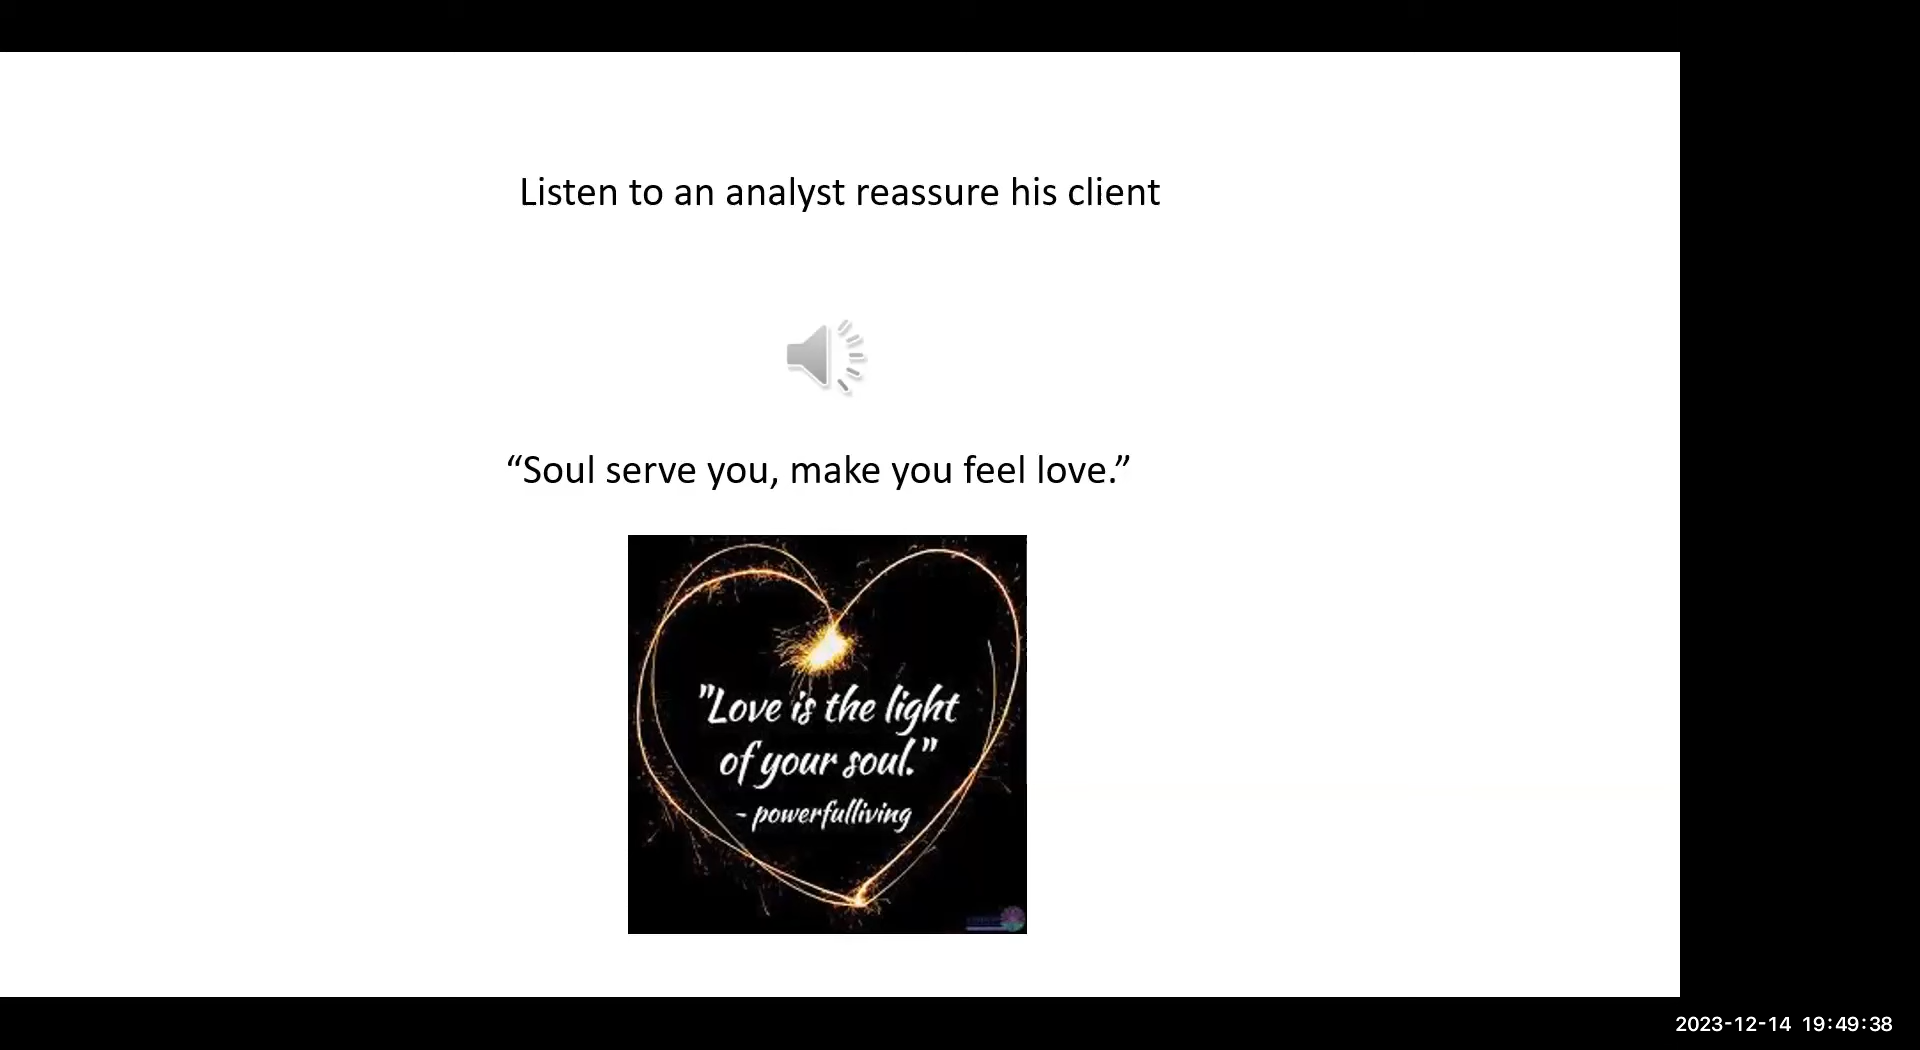 Listen to an analyst reassure his client
“Soul serve you, make you feel love.”
"Love is the light
of your soul."
- powerfulliving
2023-12-14 19:49:38